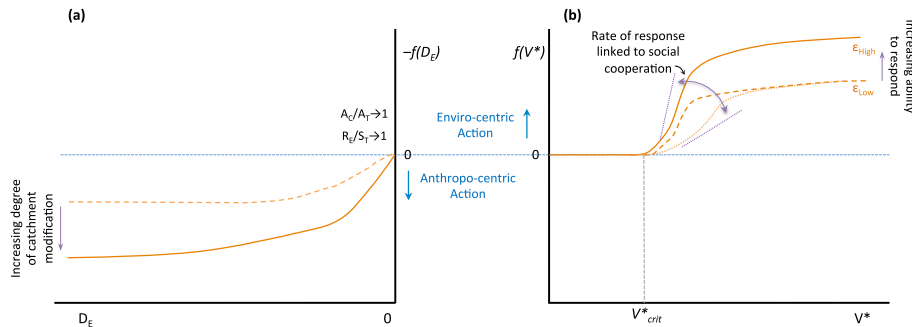 (a)
–f(D_E)
A_C/A_T→1
R_E/S_T→1
0
Increasing degree
of catchment
modification
D_E
0
Enviro-centric
Action
Anthropo-centric
Action
(b)
f(V*)
Rate of response
linked to social
cooperation
ε_High
ε_Low
Increasing ability
to respond
0
V*_crit
V*